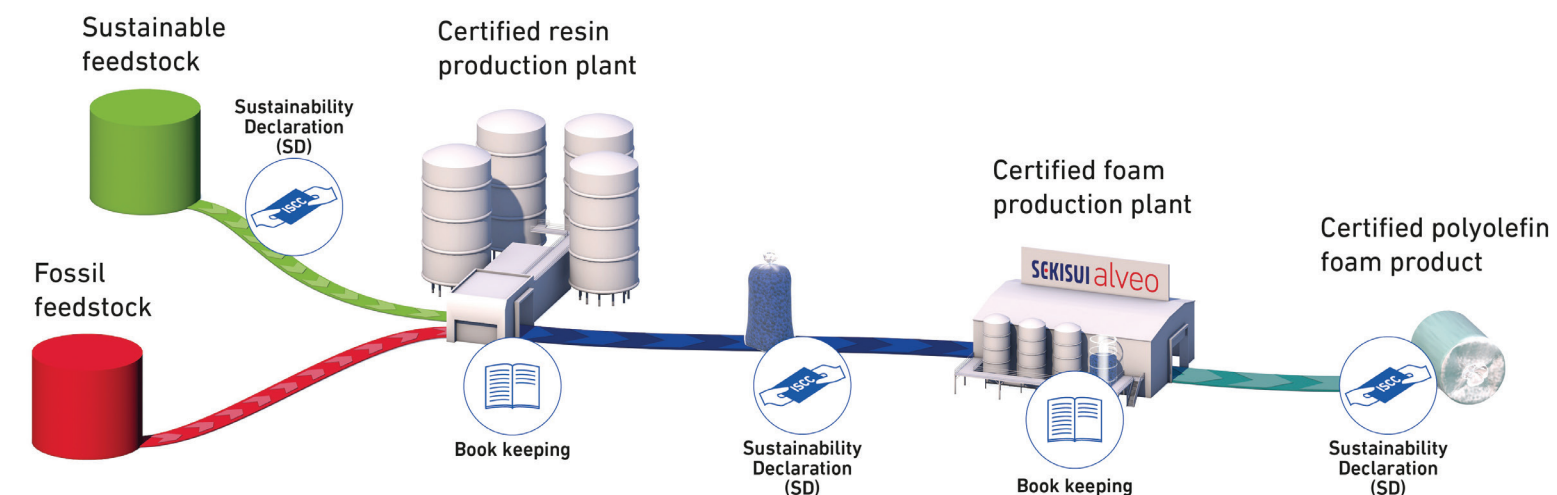 Sustainable
feedstock
Sustainability
Declaration
(SD)
ISCC
Fossil
feedstock
Certified resin
production plant
Book keeping
ISCC
Sustainability
Declaration
(SD)
Certified foam
production plant
SEKISUI alveo
Book keeping
Certified polyolefin
foam product
ISCC
Sustainability
Declaration
(SD)